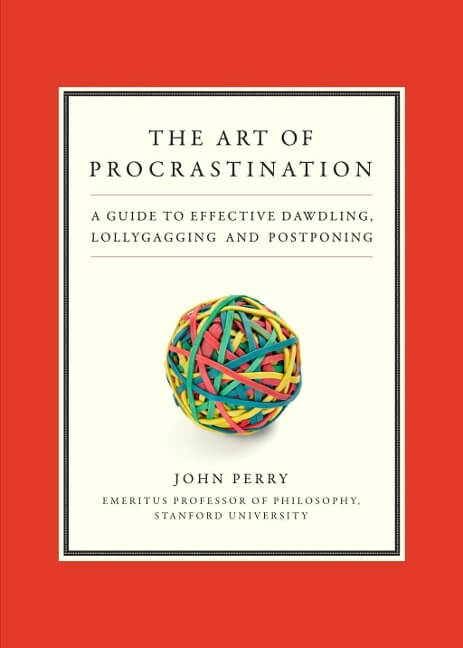 THE ART OF
PROCRASTINATION
A GUIDE TO EFFECTIVE DAWDLING,
LOLLYGAGGING AND POSTPONING
JOHN PERRY
EMERITUS PROFESSOR OF PHILOSOPHY,
STANFORD UNIVERSITY